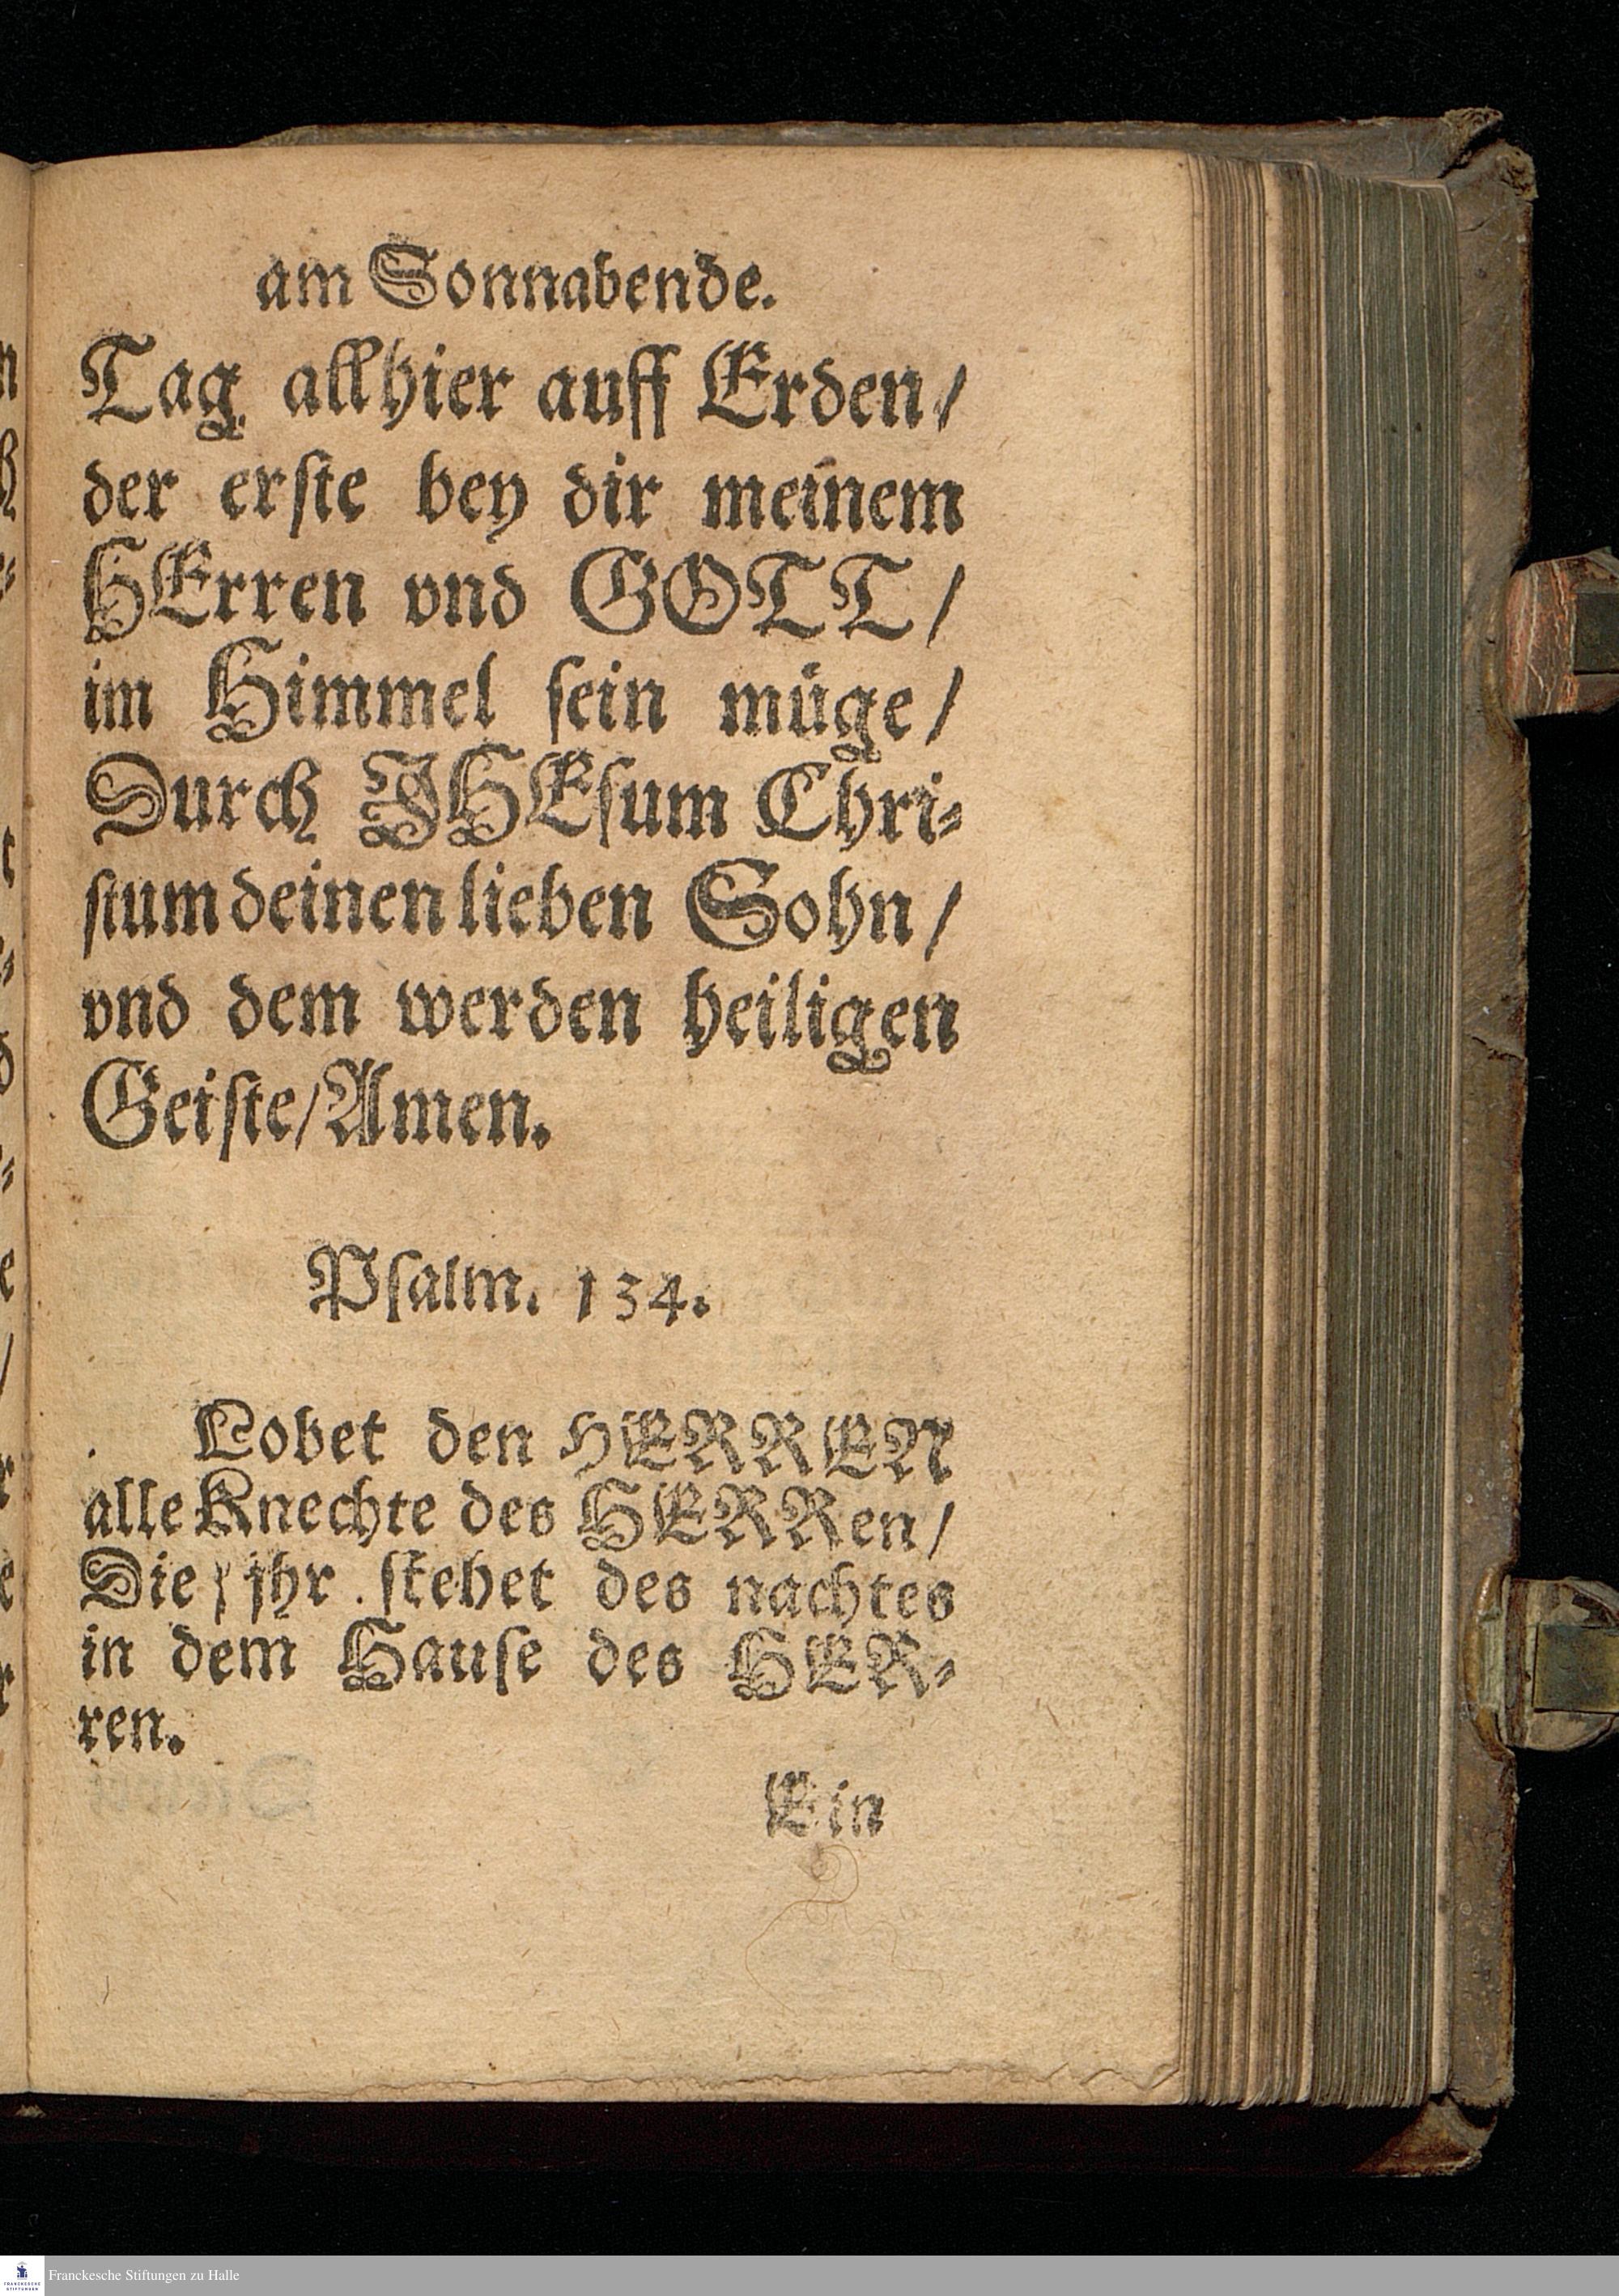 am Sonnabende.
Tag allhier auff Erden/
der erſte bey dir meinem
HErren vnd GOTT/
im Himmel ſein müge/
Durch JHEſum Chri⸗
ſtum deinen lieben Sohn/
vnd dem werden heiligen
Geiſte/Amen.
Pſalm. 134.
Lobet den HERREN
alle Knechte des HERRen/
Die jhr ſtehet des nachtes
in dem Hauſe des HER⸗
ren.
Ein
Franckesche Stiftungen zu Halle
FRANCKESCHE
STIFTUNGEN